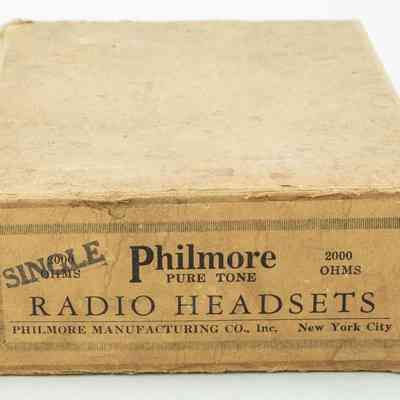 SINGLE
2000 OHMS
Philmore
PURE TONE
2000 OHMS
RADIO HEADSETS
PHILMORE MANUFACTURING CO., Inc. New York City